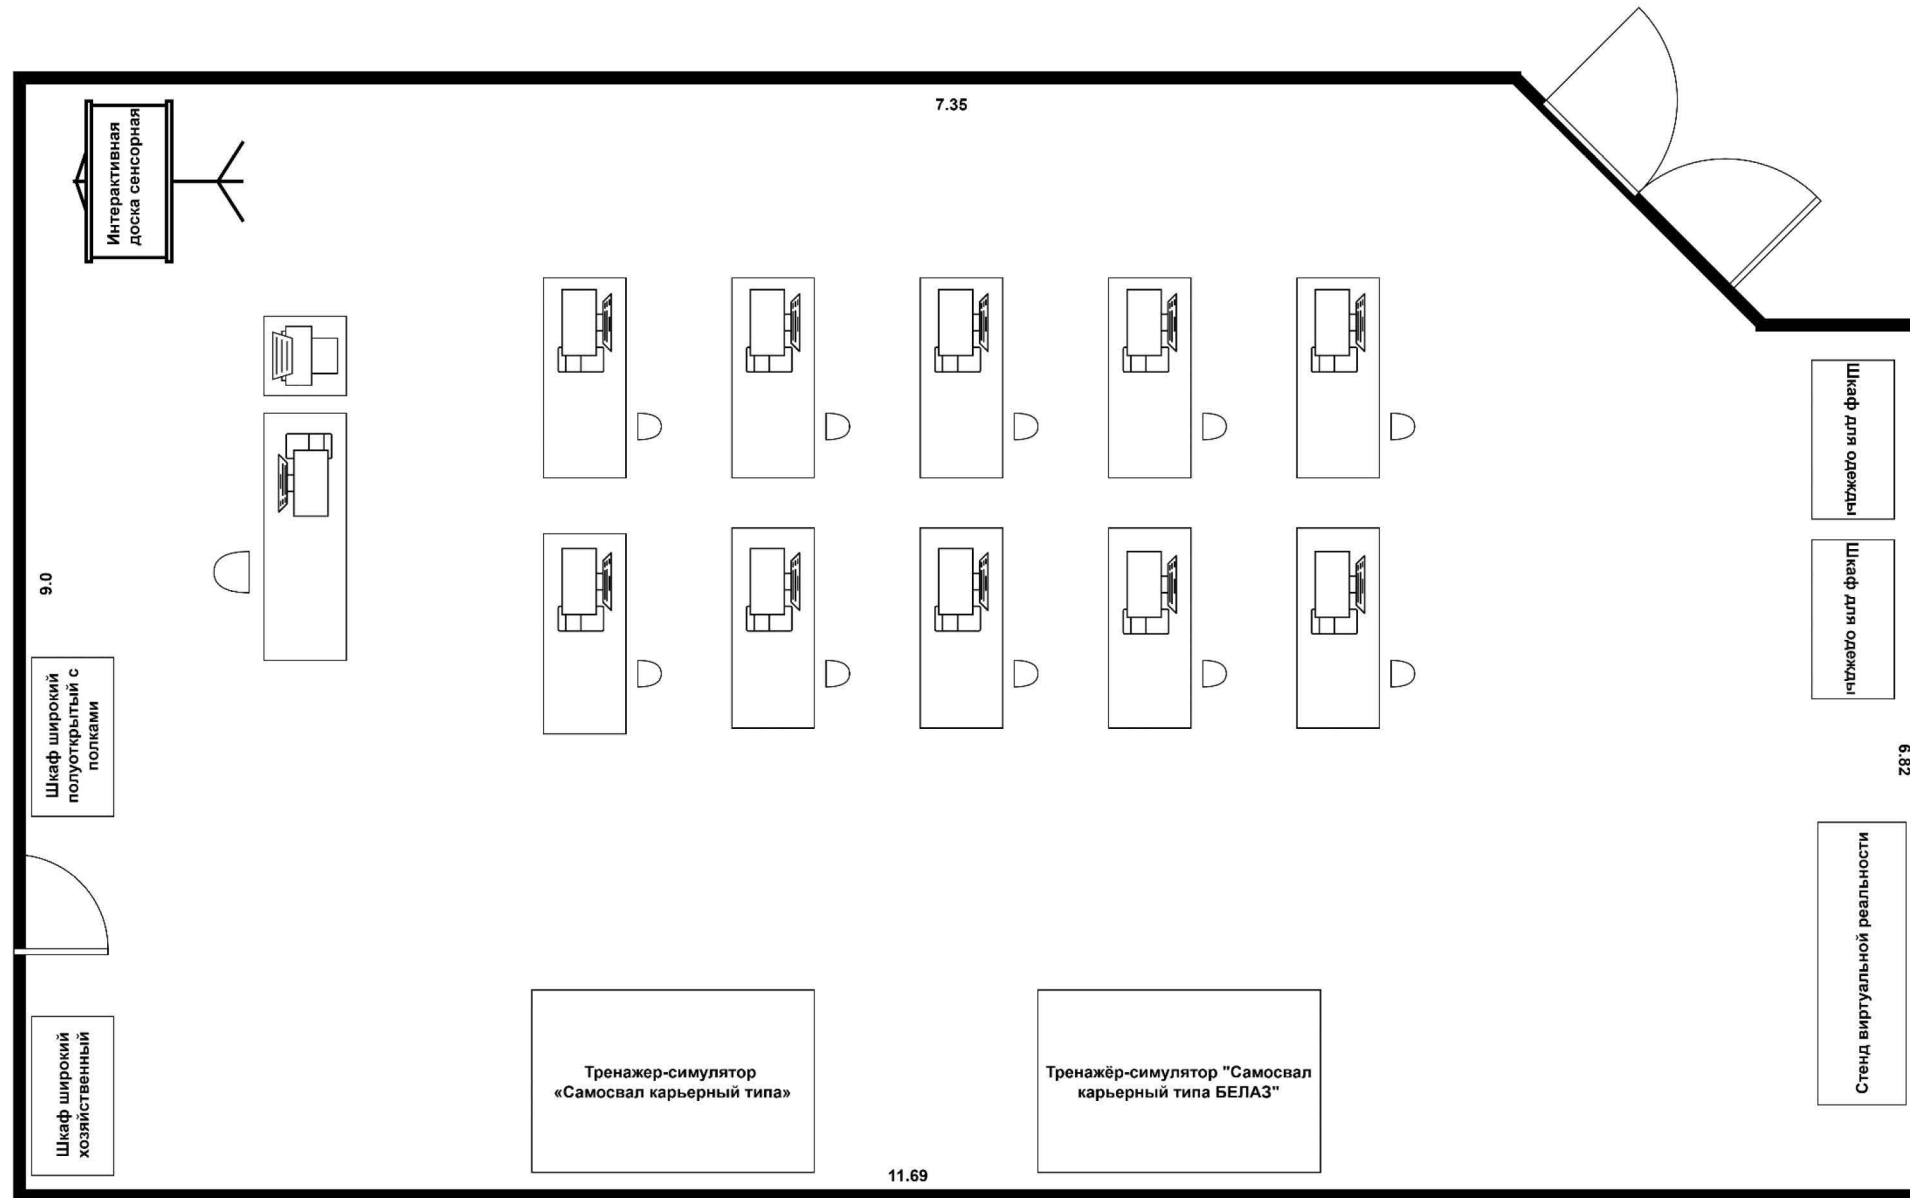 7.35
Интерактивная
доска сенсорная
Шкаф для одежды
Шкаф для одежды
9.0
Шкаф широкий
полуоткрытый с
полками
6.82
Стенд виртуальной реальности
Шкаф широкий
хозяйственный
Тренажер-симулятор
«Самосвал карьерный типа»
Тренажёр-симулятор "Самосвал
карьерный типа БЕЛАЗ"
11.69